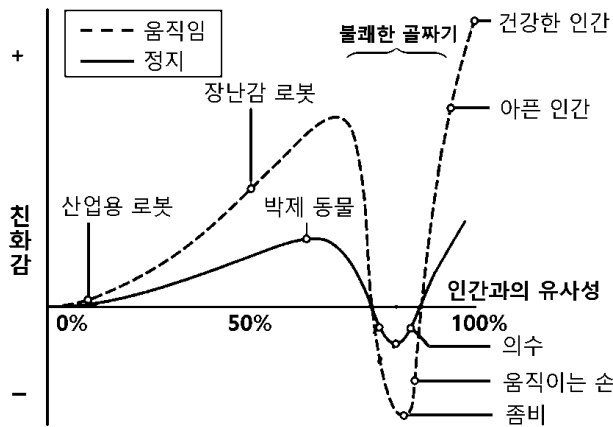 움직임
정지
불쾌한 골짜기
건강한 인간
아픈 인간
장난감 로봇
산업용 로봇
박제 동물
+
친화감
−
인간과의 유사성
0%
50%
100%
의수
움직이는 손
좀비